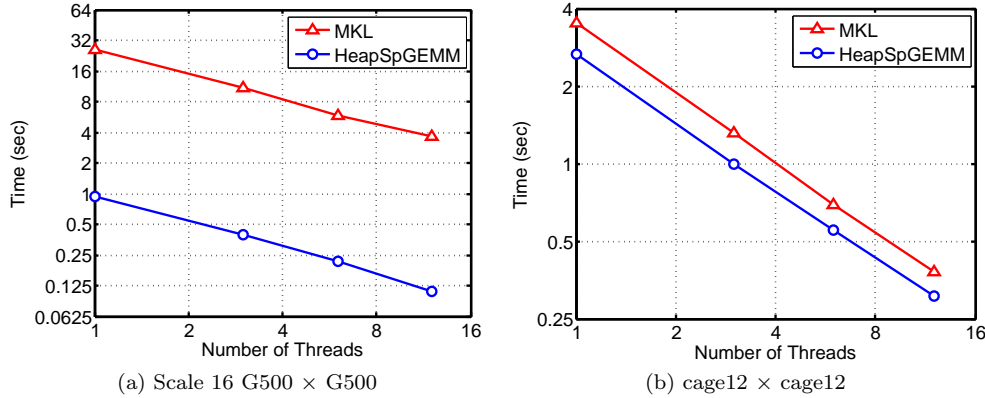 64
32
16
8
4
2
1
0.5
0.25
0.125
0.0625
Time (sec)
MKL
HeapSpGEMM
1
2
4
8
16
Number of Threads
(a) Scale 16 G500 × G500
4
2
1
0.5
0.25
Time (sec)
MKL
HeapSpGEMM
1
2
4
8
16
Number of Threads
(b) cage12 × cage12